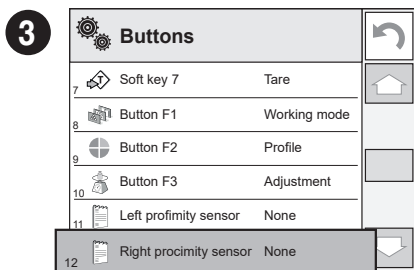 3
Buttons
7 T Soft key 7 Tare
8 Button F1 Working mode
9 Button F2 Profile
10 Button F3 Adjustment
11 Left profimity sensor None
12 Right procimity sensor None